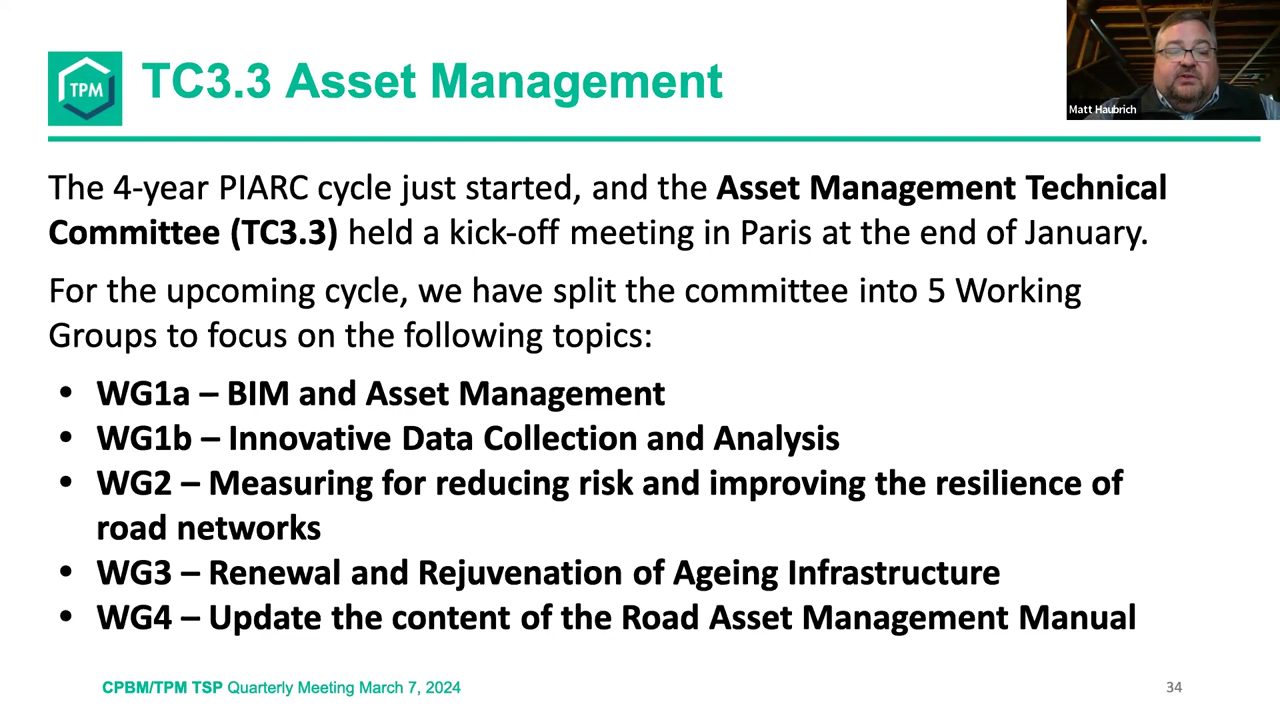 TPM
TC3.3 Asset Management
Matt Haubrich
The 4-year PIARC cycle just started, and the Asset Management Technical
Committee (TC3.3) held a kick-off meeting in Paris at the end of January.
For the upcoming cycle, we have split the committee into 5 Working
Groups to focus on the following topics:
• WG1a – BIM and Asset Management
• WG1b – Innovative Data Collection and Analysis
• WG2 – Measuring for reducing risk and improving the resilience of
road networks
• WG3 – Renewal and Rejuvenation of Ageing Infrastructure
• WG4 – Update the content of the Road Asset Management Manual
CPBM/TPM TSP Quarterly Meeting March 7, 2024
34